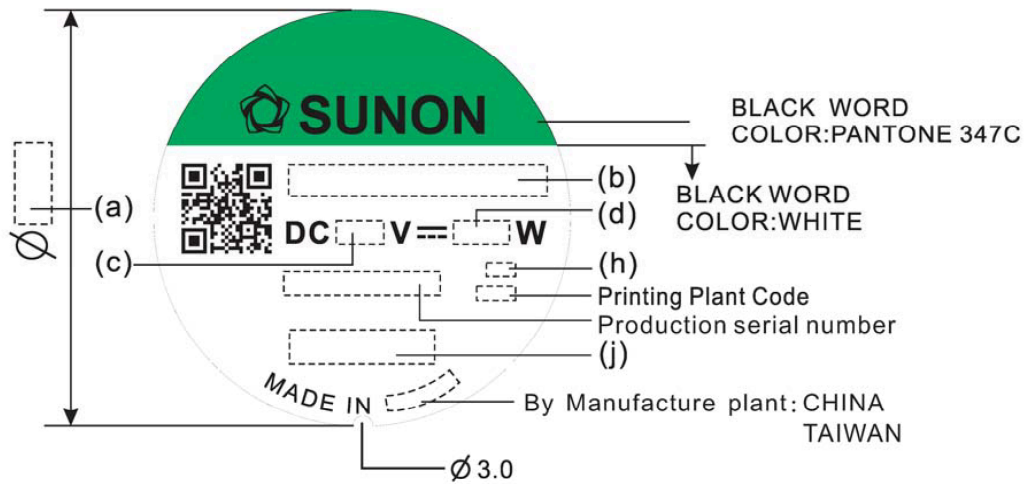 SUNON
BLACK WORD
COLOR:PANTONE 347C
BLACK WORD
COLOR:WHITE
(a)
Ø
(b)
(c)
DC V W
(d)
(h)
Printing Plant Code
Production serial number
(j)
MADE IN
By Manufacture plant: CHINA
TAIWAN
Ø 3.0